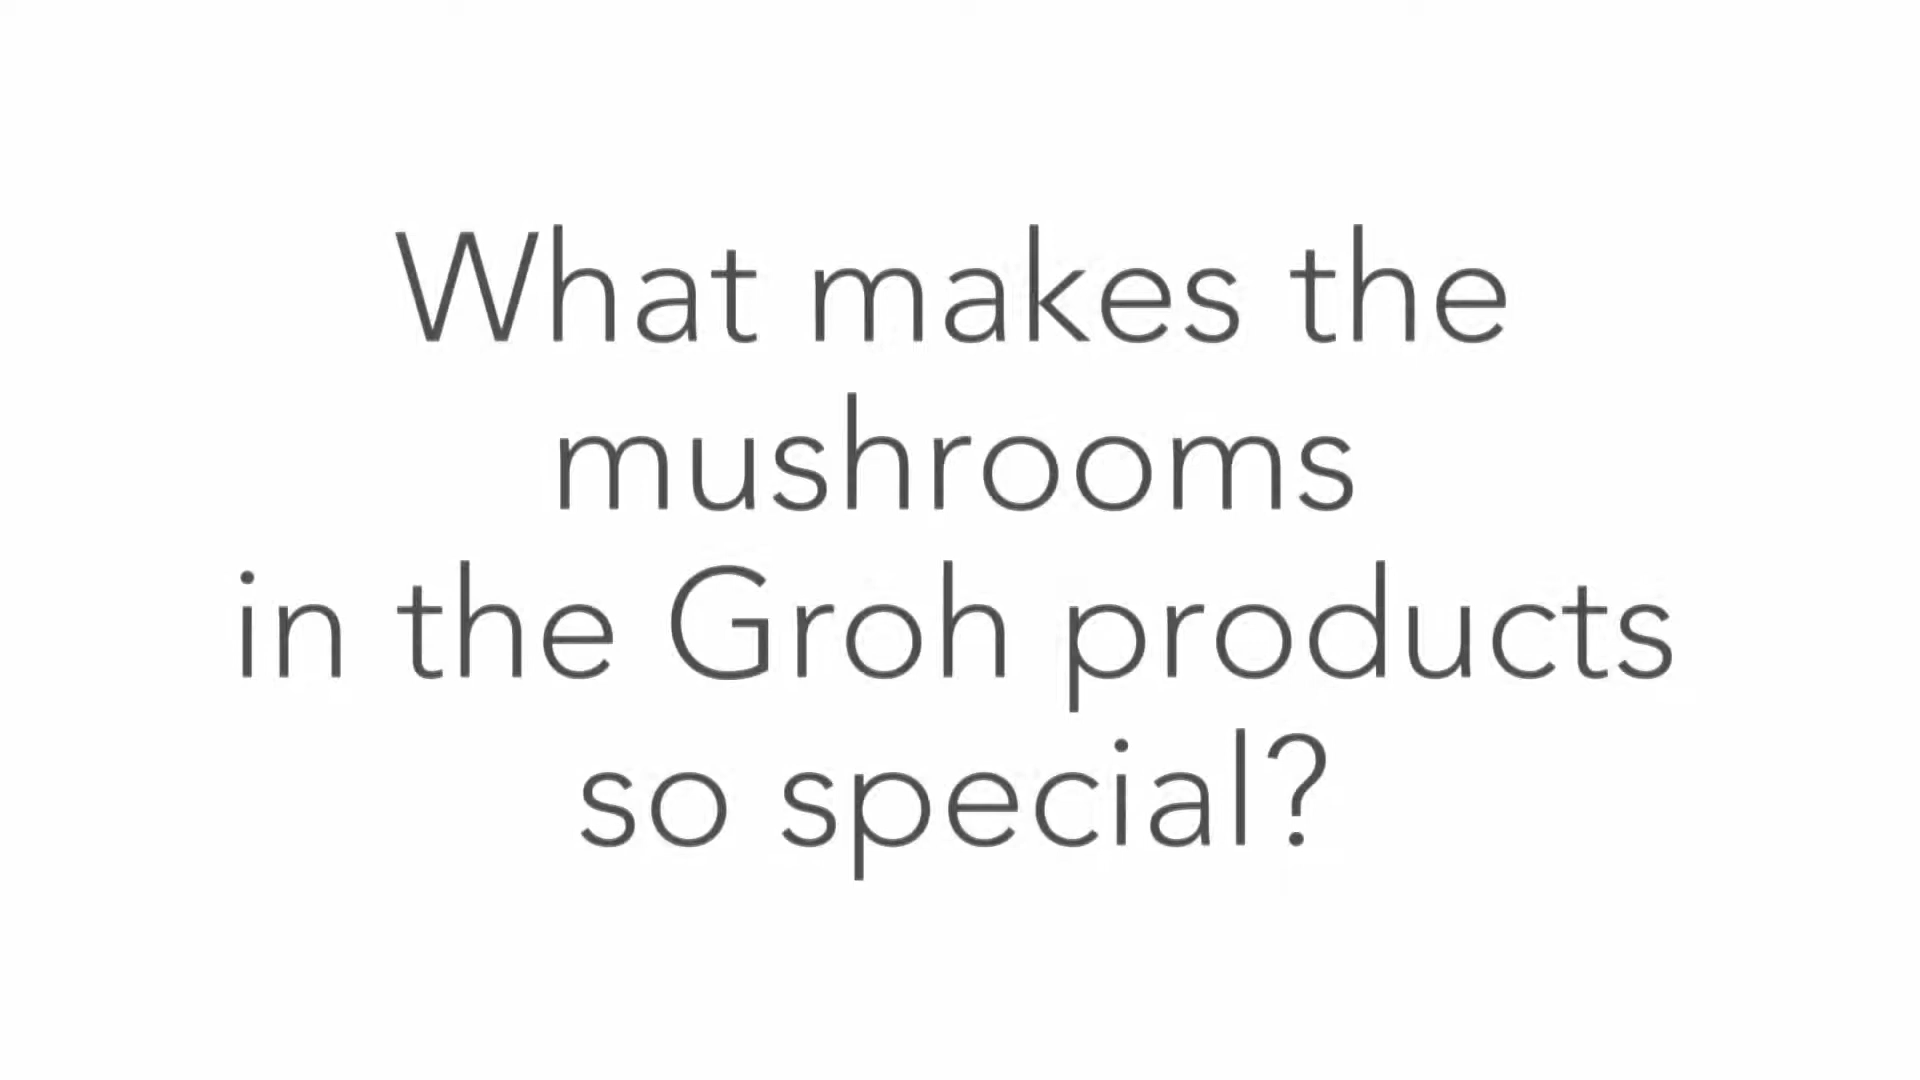 What makes the
mushrooms
in the Groh products
so special?